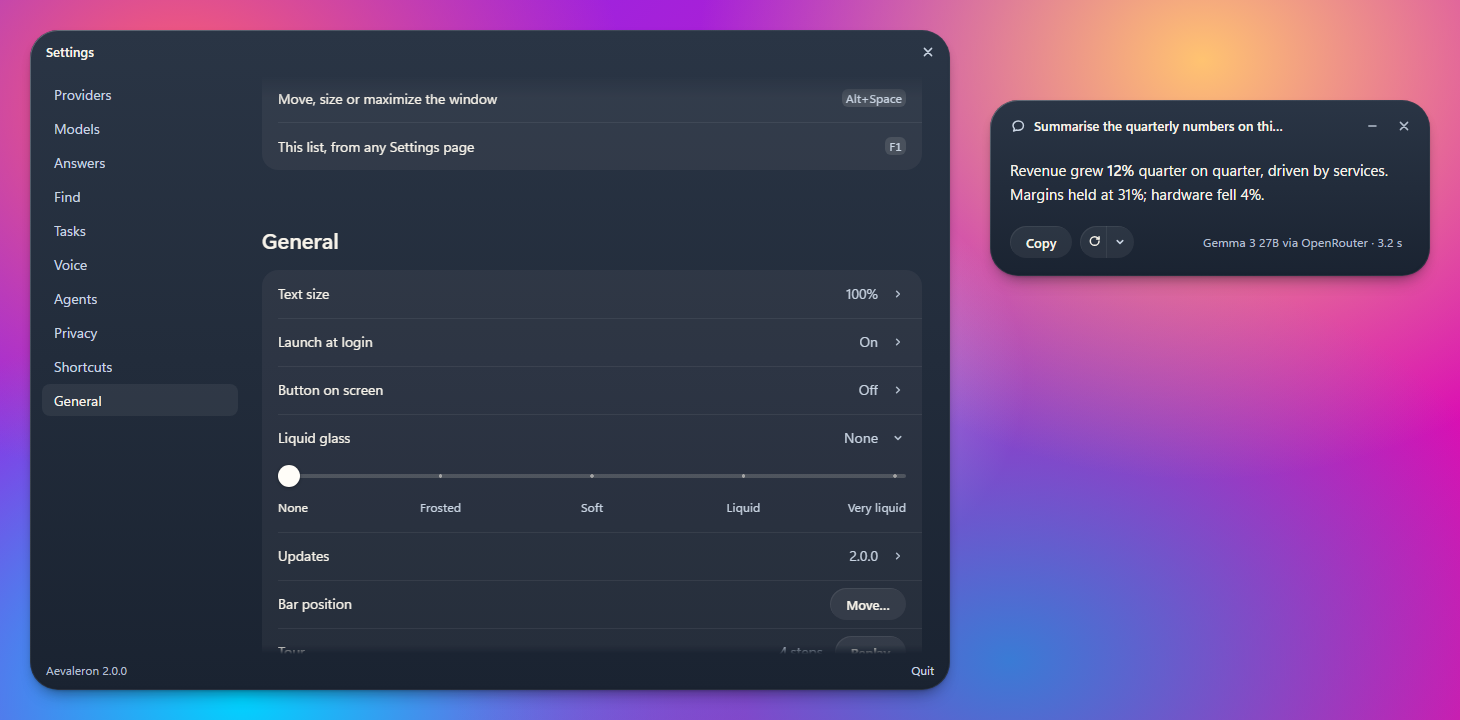 Settings
Providers
Models
Answers
Find
Tasks
Voice
Agents
Privacy
Shortcuts
General
Move, size or maximize the window Alt+Space
This list, from any Settings page F1
General
Text size 100%
Launch at login On
Button on screen Off
Liquid glass None
None Frosted Soft Liquid Very liquid
Updates 2.0.0
Bar position Move...
Tour 4 steps Replay
Aevaleron 2.0.0 Quit
Summarise the quarterly numbers on thi...
Revenue grew 12% quarter on quarter, driven by services.
Margins held at 31%; hardware fell 4%.
Copy Gemma 3 27B via OpenRouter · 3.2 s